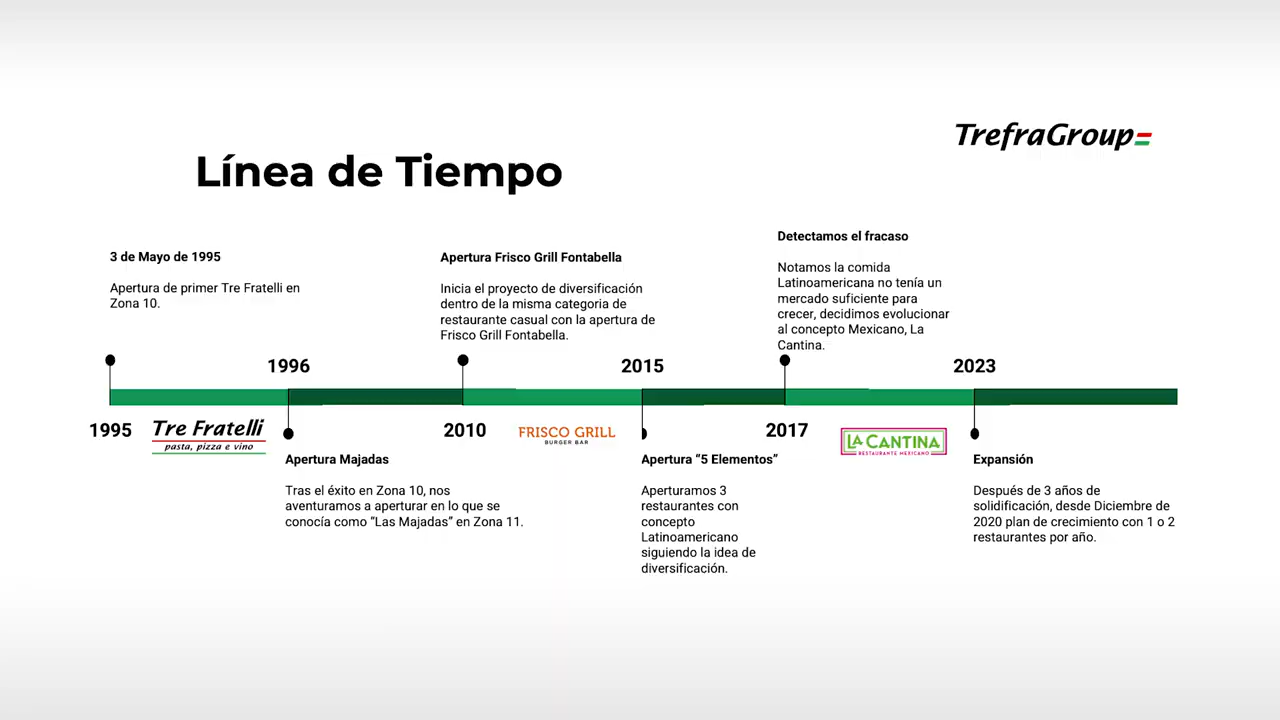 TrefraGroup
Línea de Tiempo
3 de Mayo de 1995
Apertura de primer Tre Fratelli en
Zona 10.
Apertura Frisco Grill Fontabella
Inicia el proyecto de diversificación
dentro de la misma categoria de
restaurante casual con la apertura de
Frisco Grill Fontabella.
Detectamos el fracaso
Notamos la comida
Latinoamericana no tenía un
mercado suficiente para
crecer, decidimos evolucionar
al concepto Mexicano, La
Cantina.
1996
2015
2023
1995
Tre Fratelli
pasta, pizza e vino
2010
FRISCO GRILL
BURGER BAR
2017
LA CANTINA
RESTAURANTE MEXICANO
Apertura Majadas
Tras el éxito en Zona 10, nos
aventuramos a aperturar en lo que se
conocía como “Las Majadas” en Zona 11.
Apertura “5 Elementos”
Aperturamos 3
restaurantes con
concepto
Latinoamericano
siguiendo la idea de
diversificación.
Expansión
Después de 3 años de
solidificación, desde Diciembre de
2020 plan de crecimiento con 1 o 2
restaurantes por año.